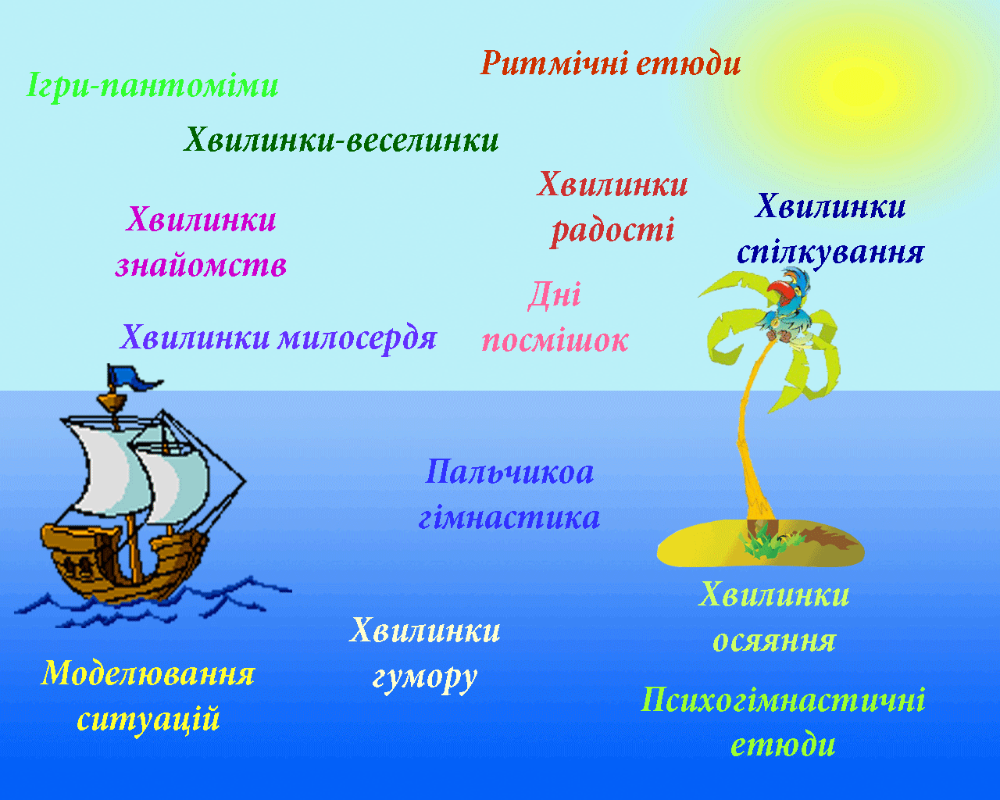 Ритмічні етюди
Ігри-пантоміми
Хвилинки-веселинки
Хвилинки
радості
Хвилинки
спілкування
Хвилинки
знайомств
Дні
посмішок
Хвилинки милосердя
Пальчикоа
гімнастика
Хвилинки
осяяння
Хвилинки
гумору
Моделювання
ситуацій
Психогімнастичні
етюди